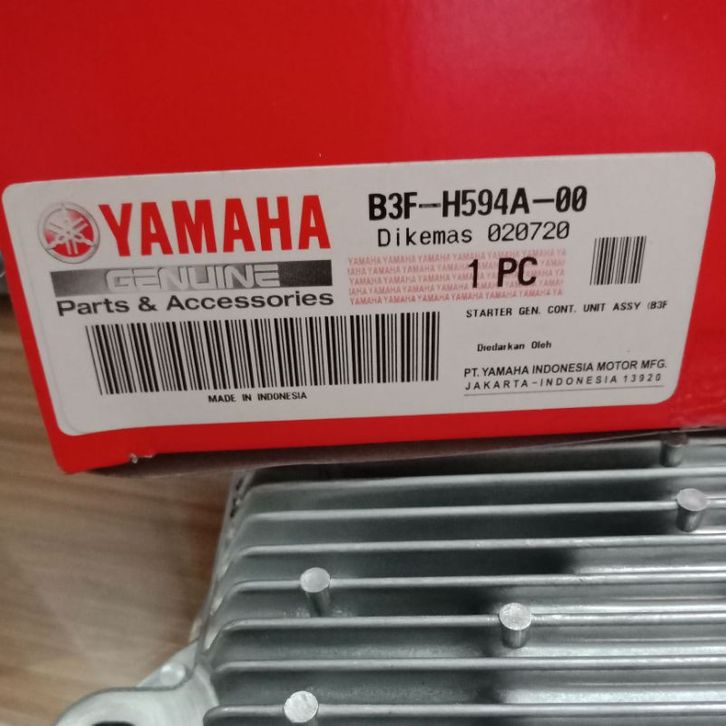 YAMAHA
GENUINE
Parts & Accessories
MADE IN INDONESIA
B3F-H594A-00
Dikemas 020720
1 PC
STARTER GEN. CONT. UNIT ASSY (B3F
Diedarkan Oleh
PT. YAMAHA INDONESIA MOTOR MFG.
JAKARTA-INDONESIA 13920